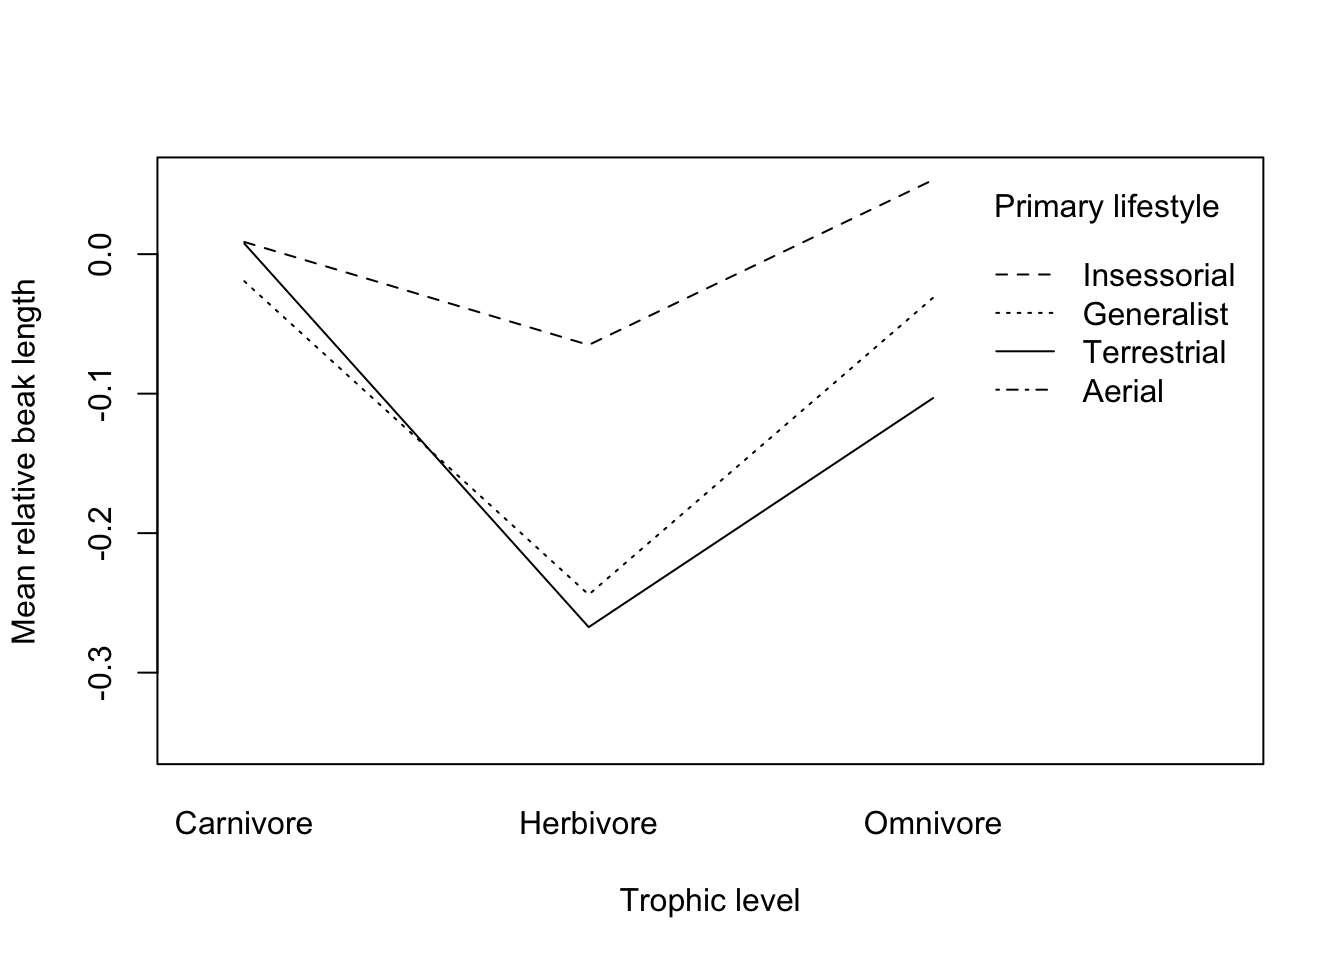 Mean relative beak length
0.0
-0.1
-0.2
-0.3
Primary lifestyle
Insessorial
Generalist
Terrestrial
Aerial
Carnivore Herbivore Omnivore
Trophic level